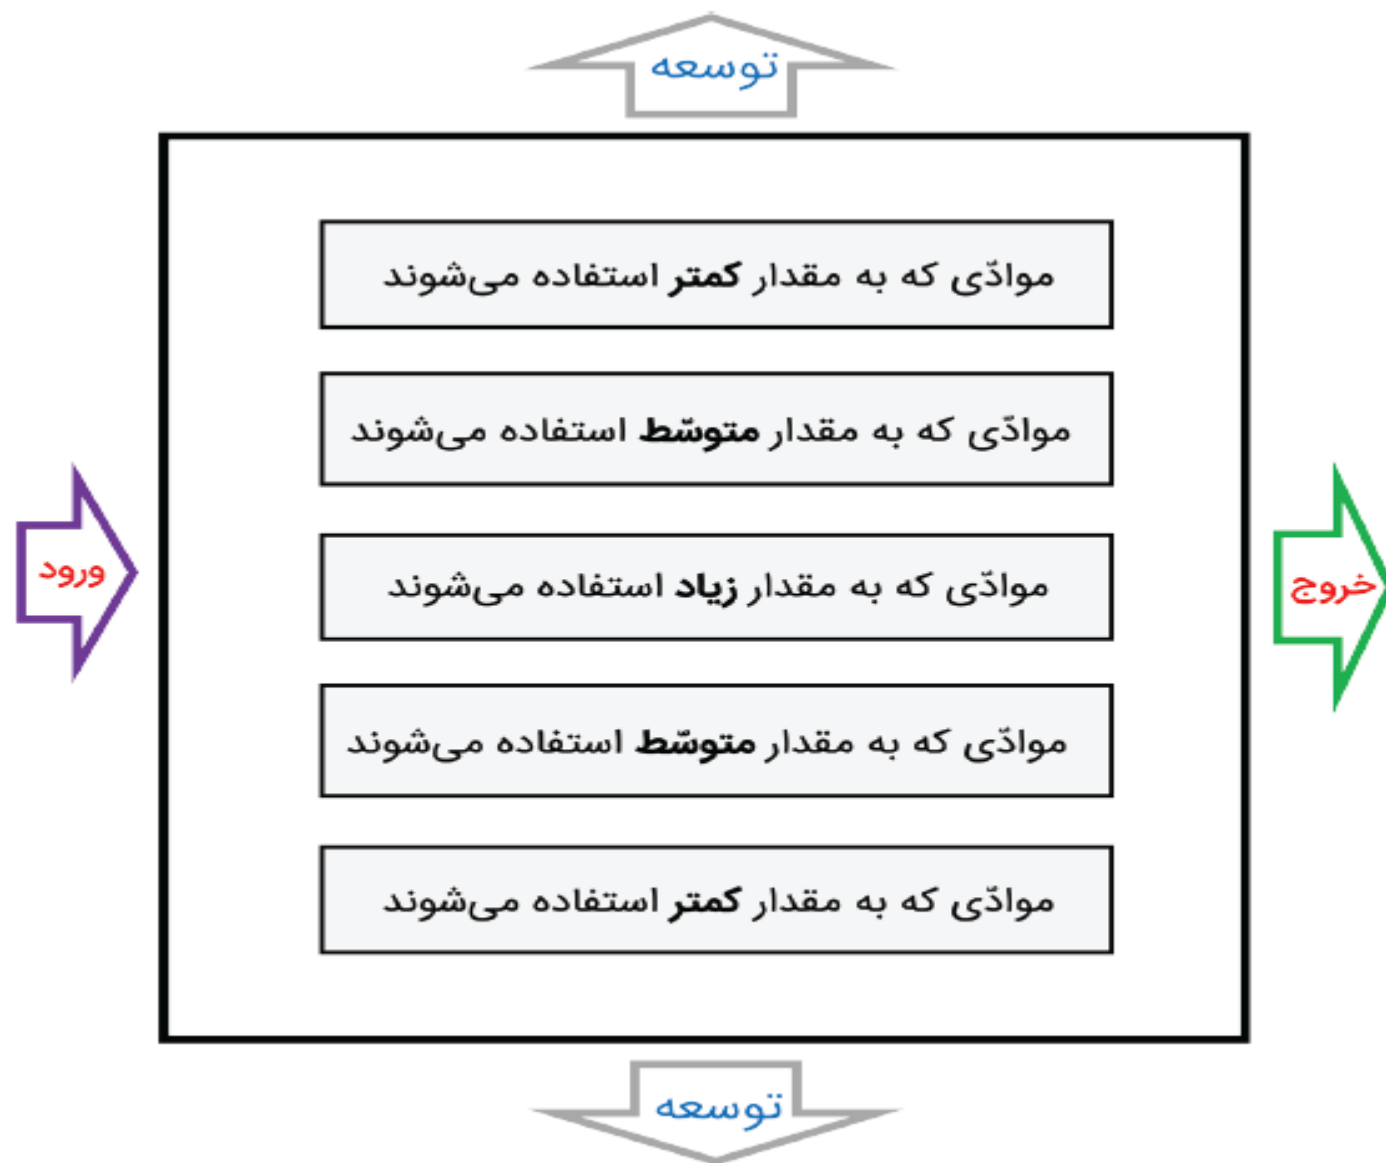 توسعه
موادّی که به مقدار کمتر استفاده می‌شوند
موادّی که به مقدار متوسّط استفاده می‌شوند
ورود
موادّی که به مقدار زیاد استفاده می‌شوند
خروج
موادّی که به مقدار متوسّط استفاده می‌شوند
موادّی که به مقدار کمتر استفاده می‌شوند
توسعه